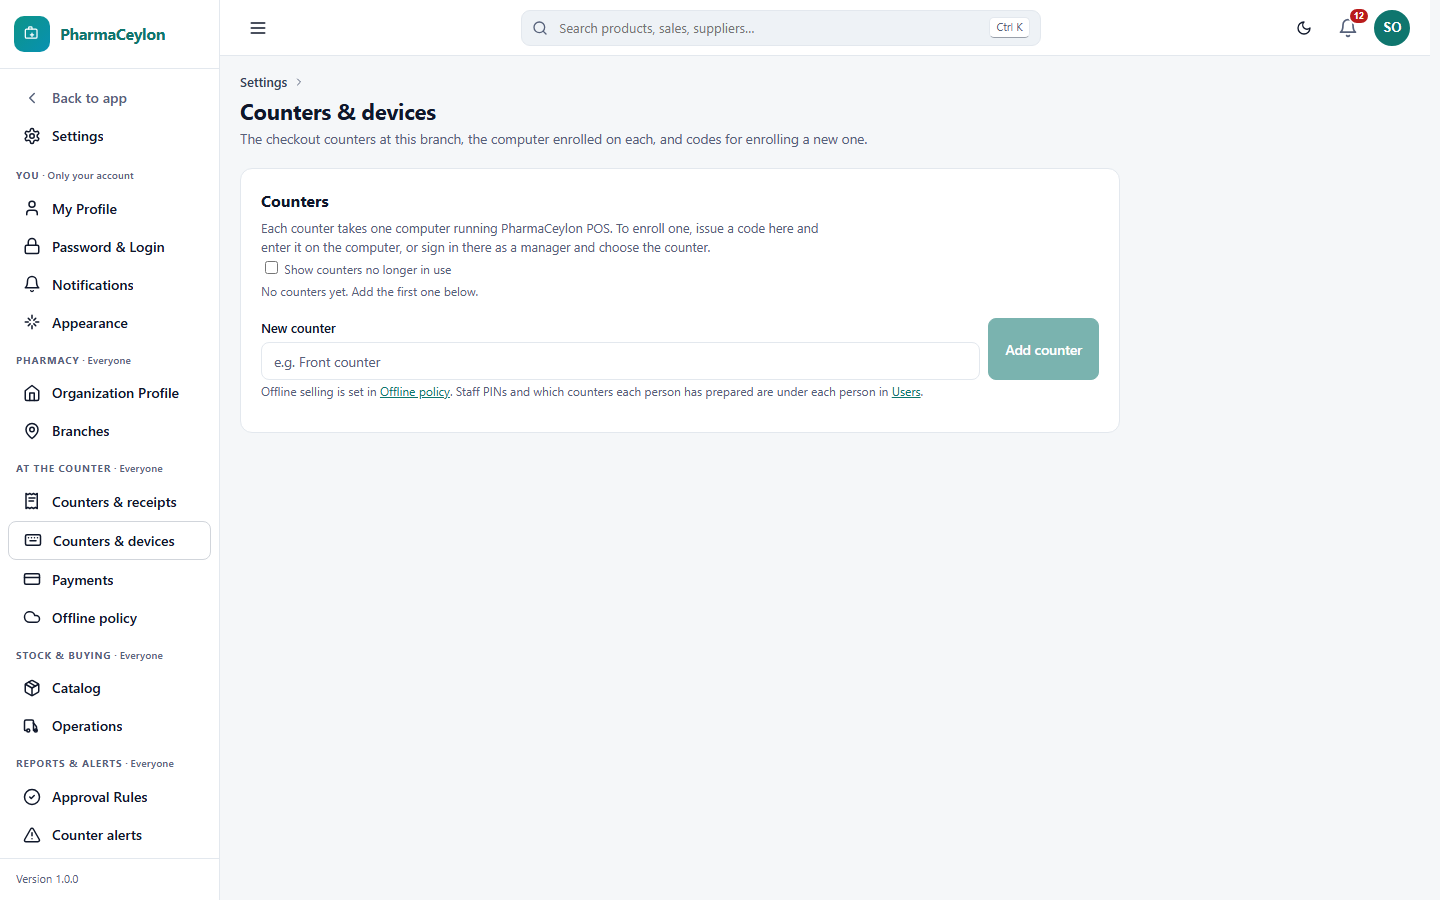 PharmaCeylon
Search products, sales, suppliers...
Ctrl K
12
SO
Back to app
Settings
YOU · Only your account
My Profile
Password & Login
Notifications
Appearance
PHARMACY · Everyone
Organization Profile
Branches
AT THE COUNTER · Everyone
Counters & receipts
Counters & devices
Payments
Offline policy
STOCK & BUYING · Everyone
Catalog
Operations
REPORTS & ALERTS · Everyone
Approval Rules
Counter alerts
Version 1.0.0
Settings
Counters & devices
The checkout counters at this branch, the computer enrolled on each, and codes for enrolling a new one.
Counters
Each counter takes one computer running PharmaCeylon POS. To enroll one, issue a code here and
enter it on the computer, or sign in there as a manager and choose the counter.
Show counters no longer in use
No counters yet. Add the first one below.
New counter
e.g. Front counter
Add counter
Offline selling is set in Offline policy. Staff PINs and which counters each person has prepared are under each person in Users.